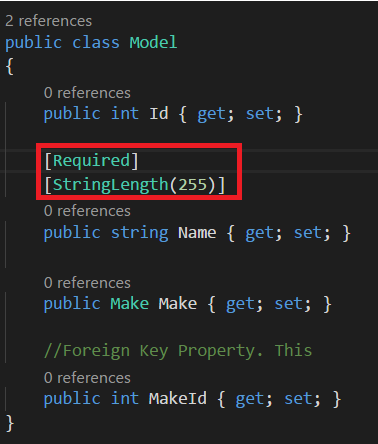 2 references
public class Model
{
0 references
public int Id { get; set; }
[Required]
[StringLength(255)]
0 references
public string Name { get; set; }
0 references
public Make Make { get; set; }
//Foreign Key Property. This
0 references
public int MakeId { get; set; }
}